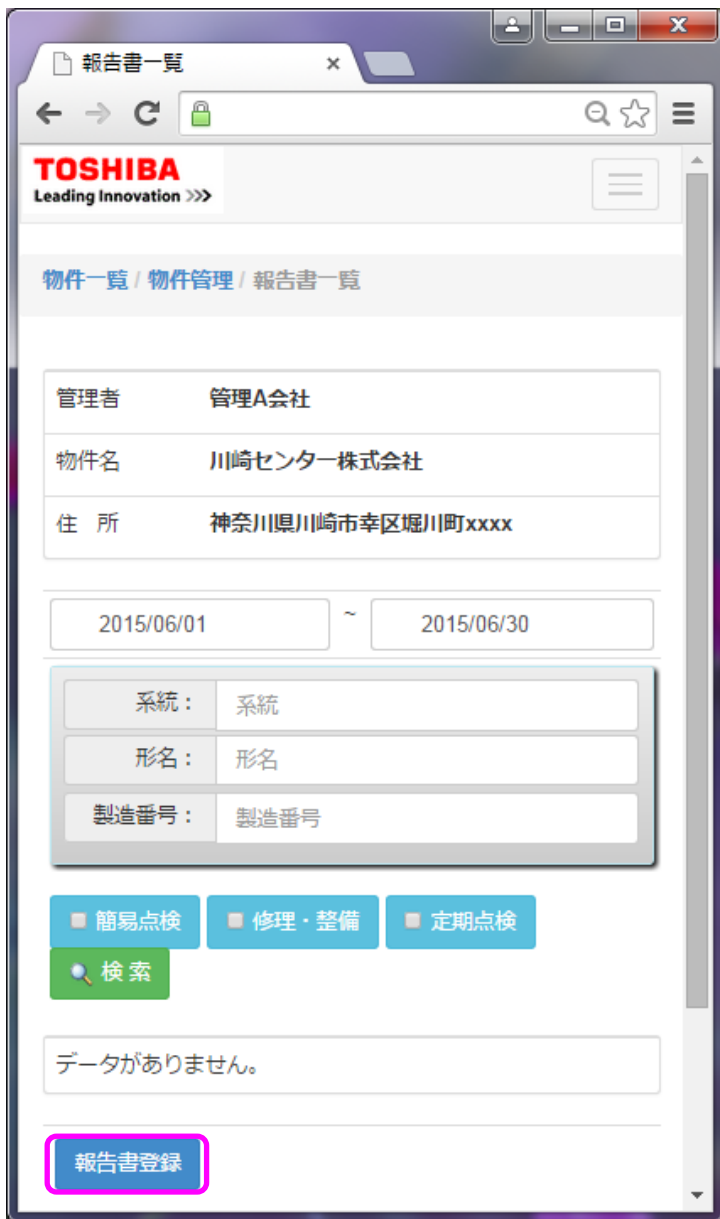 報告書一覧
TOSHIBA
Leading Innovation >>>
物件一覧 / 物件管理 / 報告書一覧
管理者 管理A会社
物件名 川崎センター株式会社
住 所 神奈川県川崎市幸区堀川町xxxx
2015/06/01 ~ 2015/06/30
系統： 系統
形名： 形名
製造番号： 製造番号
簡易点検 修理・整備 定期点検
検 索
データがありません。
報告書登録